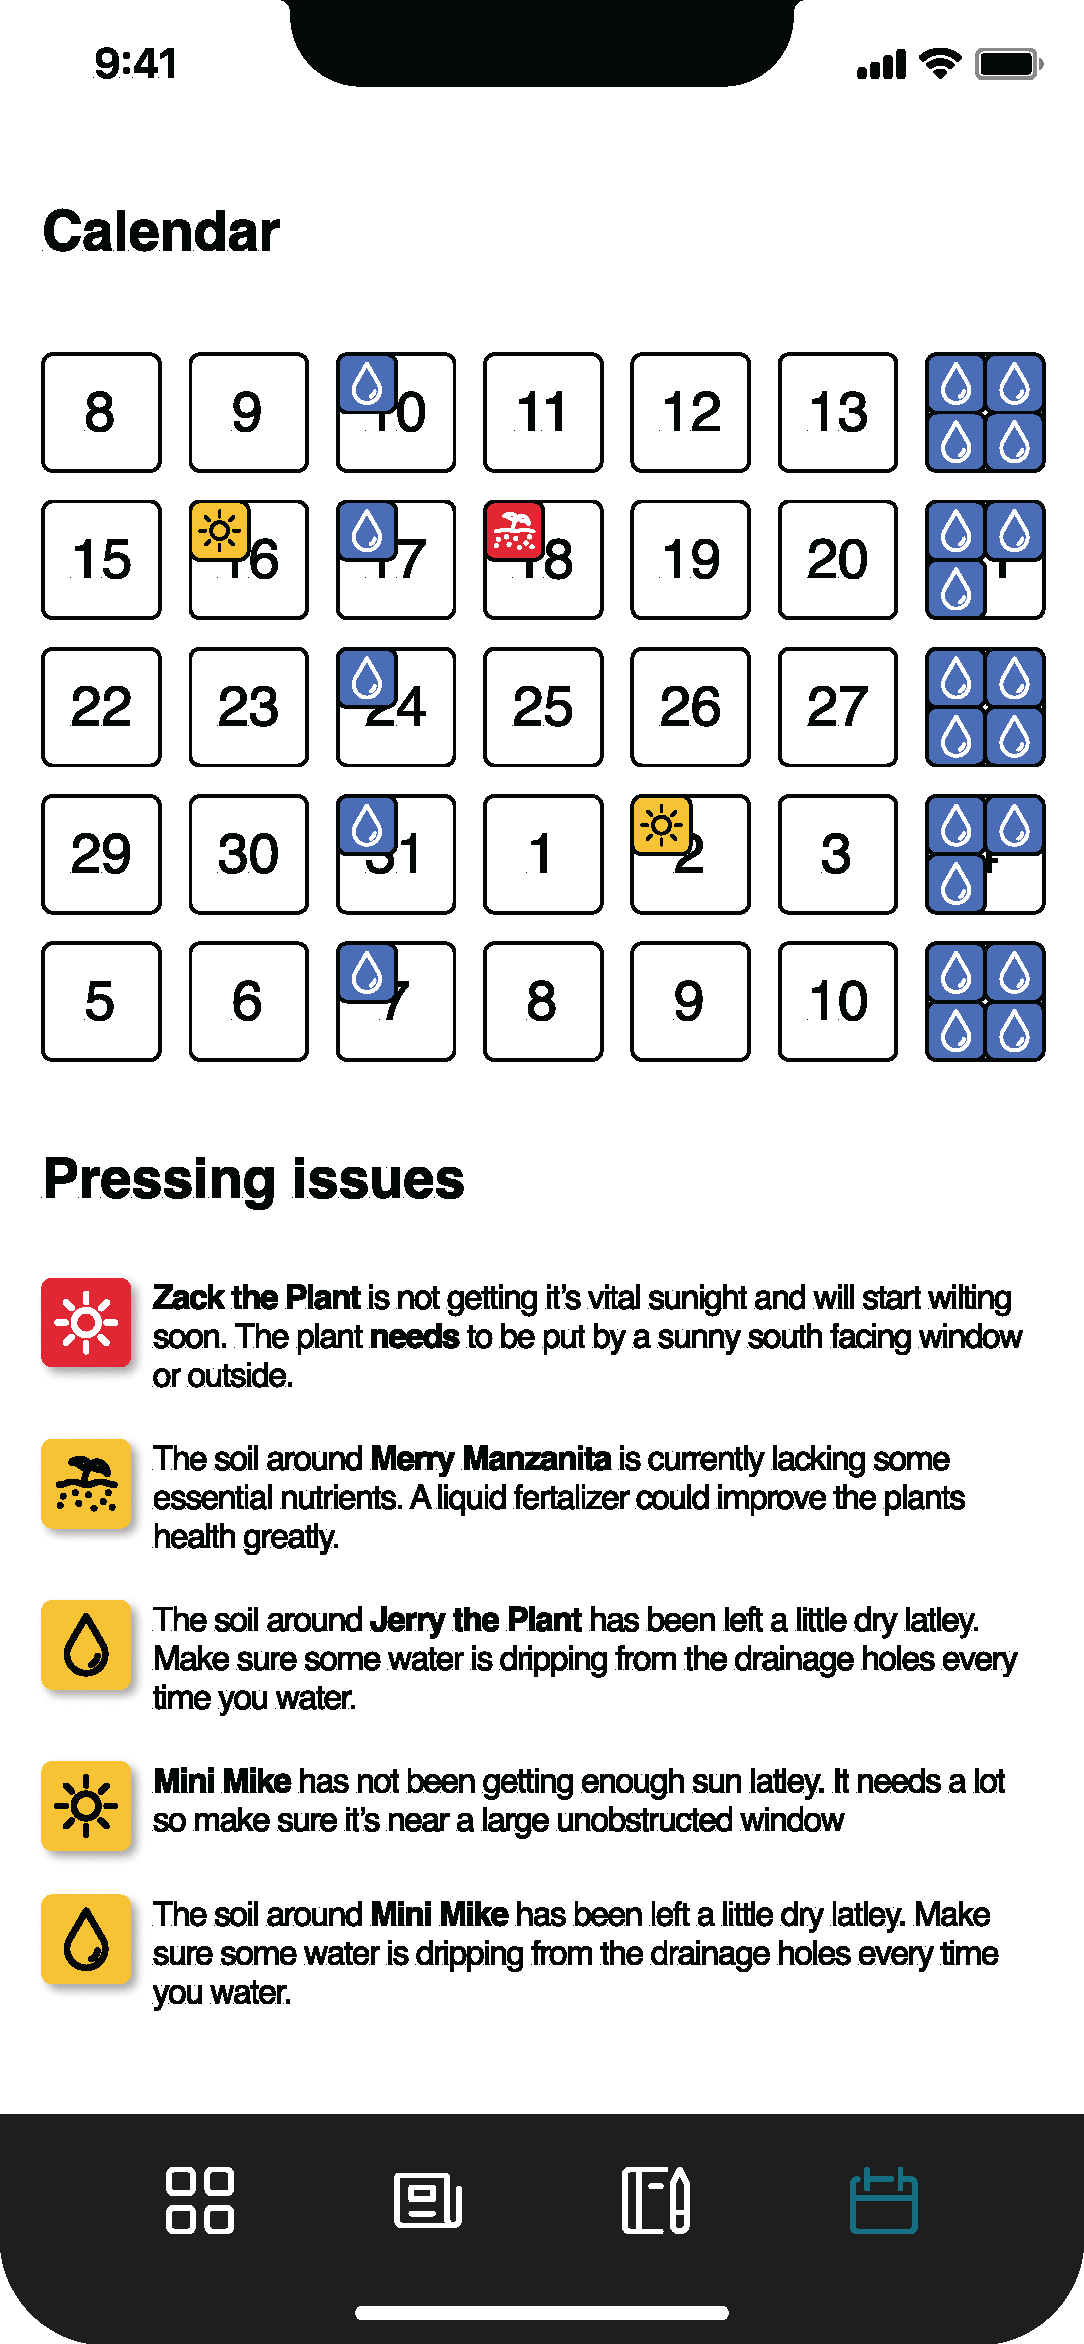 9:41
Calendar
8 9 10 11 12 13
15 16 17 18 19 20
22 23 24 25 26 27
29 30 31 1 2 3 4
5 6 7 8 9 10
Pressing issues
Zack the Plant is not getting it's vital sunight and will start wilting
soon. The plant needs to be put by a sunny south facing window
or outside.
The soil around Merry Manzanita is currently lacking some
essential nutrients. A liquid fertalizer could improve the plants
health greatly.
The soil around Jerry the Plant has been left a little dry latley.
Make sure some water is dripping from the drainage holes every
time you water.
Mini Mike has not been getting enough sun latley. It needs a lot
so make sure it's near a large unobstructed window
The soil around Mini Mike has been left a little dry latley. Make
sure some water is dripping from the drainage holes every time
you water.